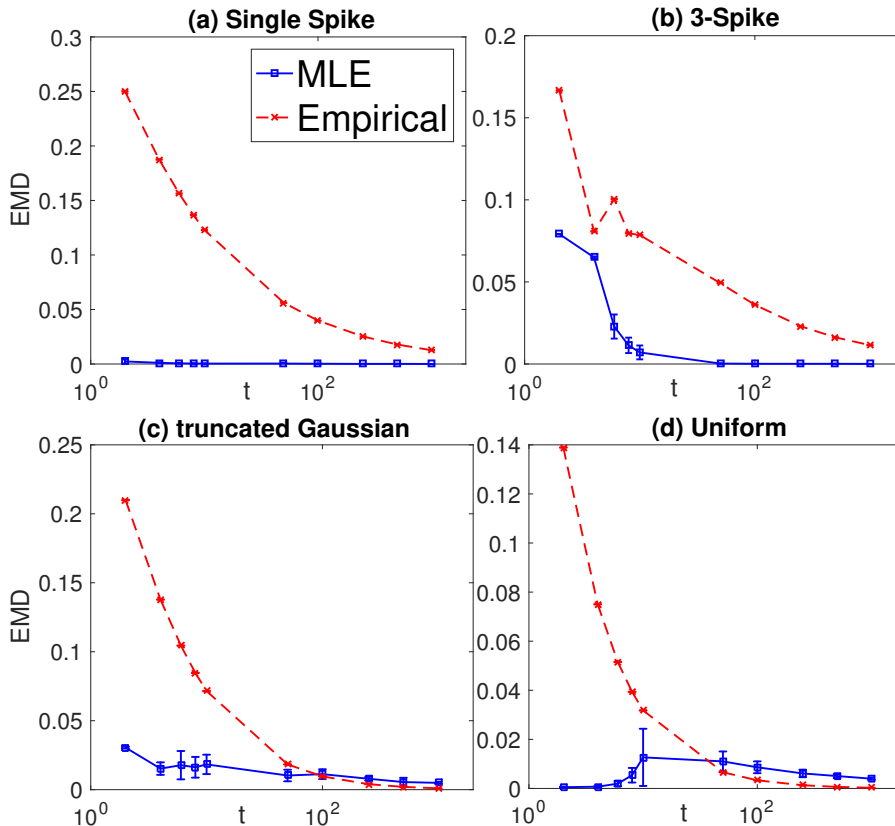 (a) Single Spike
0.3
0.25
0.2
0.15
0.1
0.05
0
EMD
MLE
Empirical
10^0
t
10^2
(b) 3-Spike
0.2
0.15
0.1
0.05
0
10^0
t
10^2
(c) truncated Gaussian
0.25
0.2
0.15
0.1
0.05
0
EMD
10^0
t
10^2
(d) Uniform
0.14
0.12
0.1
0.08
0.06
0.04
0.02
0
10^0
t
10^2